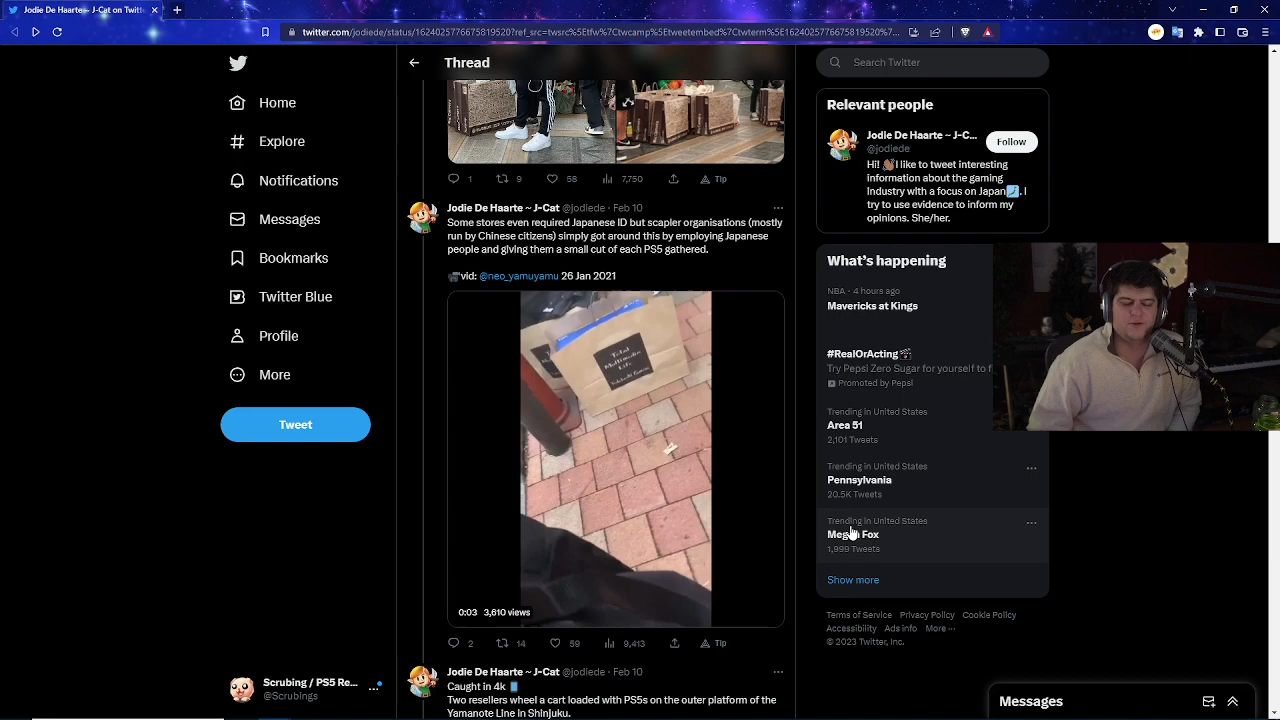 Jodie De Haarte ~ J-Cat on Twitt
twitter.com/jodiede/status/1624025776675819520?ref_src=twsrc%5Etfw%7Ctwcamp%5Etweetembed%7Ctwterm%5E1624025776675819520%7...
Home
Explore
Notifications
Messages
Bookmarks
Twitter Blue
Profile
More
Tweet
Scrubing / PS5 Re...
@Scrubings
Thread
1 9 58 7,750 Tip
Jodie De Haarte ~ J-Cat @jodiede · Feb 10
Some stores even required Japanese ID but scapler organisations (mostly
run by Chinese citizens) simply got around this by employing Japanese
people and giving them a small cut of each PS5 gathered.
vid: @neo_yamuyamu 26 Jan 2021
Total
Multimedia
0:03 3,610 views
2 14 59 9,413 Tip
Jodie De Haarte ~ J-Cat @jodiede · Feb 10
Caught in 4k
Two resellers wheel a cart loaded with PS5s on the outer platform of the
Yamanote Line in Shinjuku.
Search Twitter
Relevant people
Jodie De Haarte ~ J-C...
@jodiede
Follow
Hi! I like to tweet interesting
information about the gaming
industry with a focus on Japan. I
try to use evidence to inform my
opinions. She/her.
What's happening
NBA · 4 hours ago
Mavericks at Kings
#RealOrActing
Try Pepsi Zero Sugar for yourself to f
Promoted by Pepsi
Trending in United States
Area 51
2,101 Tweets
Trending in United States
Pennsylvania
20.5K Tweets
Trending in United States
Megan Fox
1,999 Tweets
Show more
Terms of Service Privacy Policy Cookie Policy
Accessibility Ads info More ···
© 2023 Twitter, Inc.
Messages